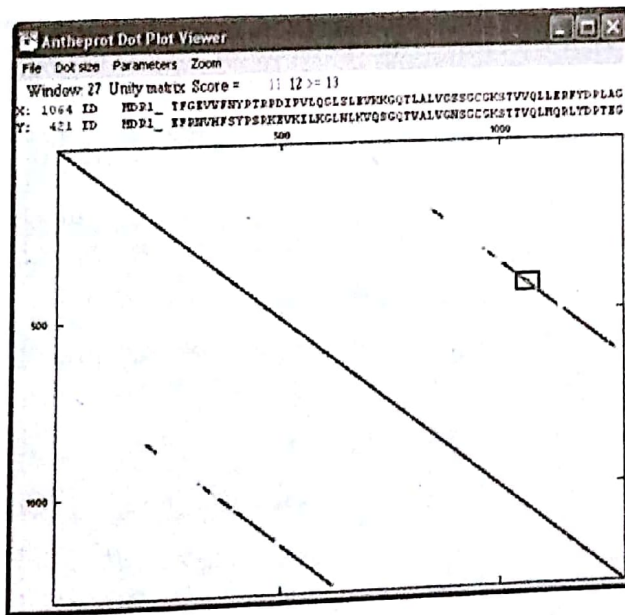 Antheprot Dot Plot Viewer
File Dot size Parameters Zoom
Window: 27 Unity matrix Score = 11 12 >= 13
X: 1064 ID MDR1_ TFGEVVFNYPTRPDIPVLQGLSLEVKKGQTLALVGSSGCGKSTVVQLLERFYDPLAG
Y: 421 ID MDR1_ EFRNVHFSYPSRKEVKILKGLNLKVQSGQTVALVGNSGCGKSTTVQLMQRLYDPTEG
500 1000
500
1000